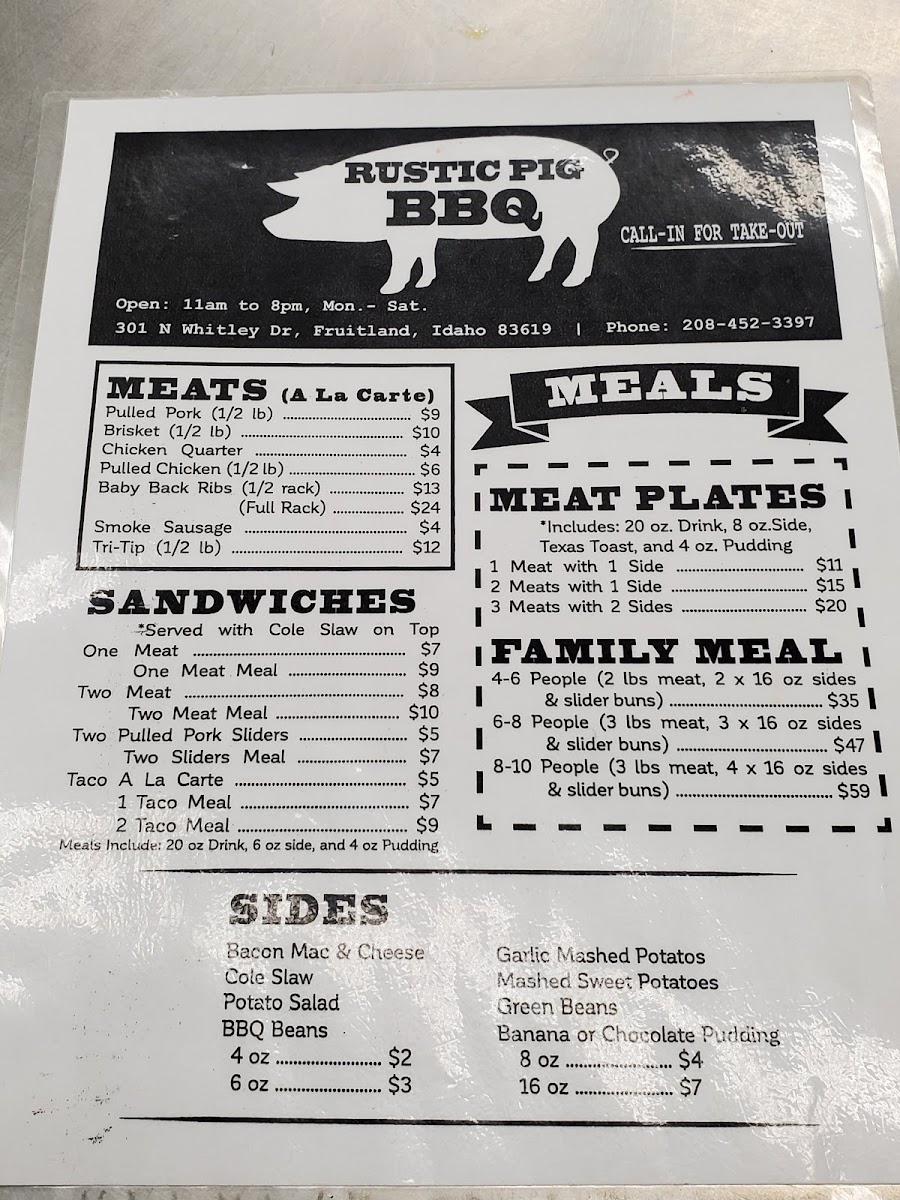 RUSTIC PIG
BBQ
CALL-IN FOR TAKE-OUT
Open: 11am to 8pm, Mon.- Sat.
301 N Whitley Dr, Fruitland, Idaho 83619 | Phone: 208-452-3397
MEATS (A La Carte)
Pulled Pork (1/2 lb) ........ $9
Brisket (1/2 lb) ........ $10
Chicken Quarter ........ $4
Pulled Chicken (1/2 lb) ........ $6
Baby Back Ribs (1/2 rack) ........ $13
(Full Rack) ........ $24
Smoke Sausage ........ $4
Tri-Tip (1/2 lb) ........ $12
SANDWICHES
*Served with Cole Slaw on Top
One Meat ........ $7
One Meat Meal ........ $9
Two Meat ........ $8
Two Meat Meal ........ $10
Two Pulled Pork Sliders ........ $5
Two Sliders Meal ........ $7
Taco A La Carte ........ $5
1 Taco Meal ........ $7
2 Taco Meal ........ $9
Meals Include: 20 oz Drink, 6 oz side, and 4 oz Pudding
MEALS
MEAT PLATES
*Includes: 20 oz. Drink, 8 oz.Side,
Texas Toast, and 4 oz. Pudding
1 Meat with 1 Side ........ $11
2 Meats with 1 Side ........ $15
3 Meats with 2 Sides ........ $20
FAMILY MEAL
4-6 People (2 lbs meat, 2 x 16 oz sides
& slider buns) ........ $35
6-8 People (3 lbs meat, 3 x 16 oz sides
& slider buns) ........ $47
8-10 People (3 lbs meat, 4 x 16 oz sides
& slider buns) ........ $59
SIDES
Bacon Mac & Cheese
Cole Slaw
Potato Salad
BBQ Beans
4 oz ........ $2
6 oz ........ $3
Garlic Mashed Potatos
Mashed Sweet Potatoes
Green Beans
Banana or Chocolate Pudding
8 oz ........ $4
16 oz ........ $7